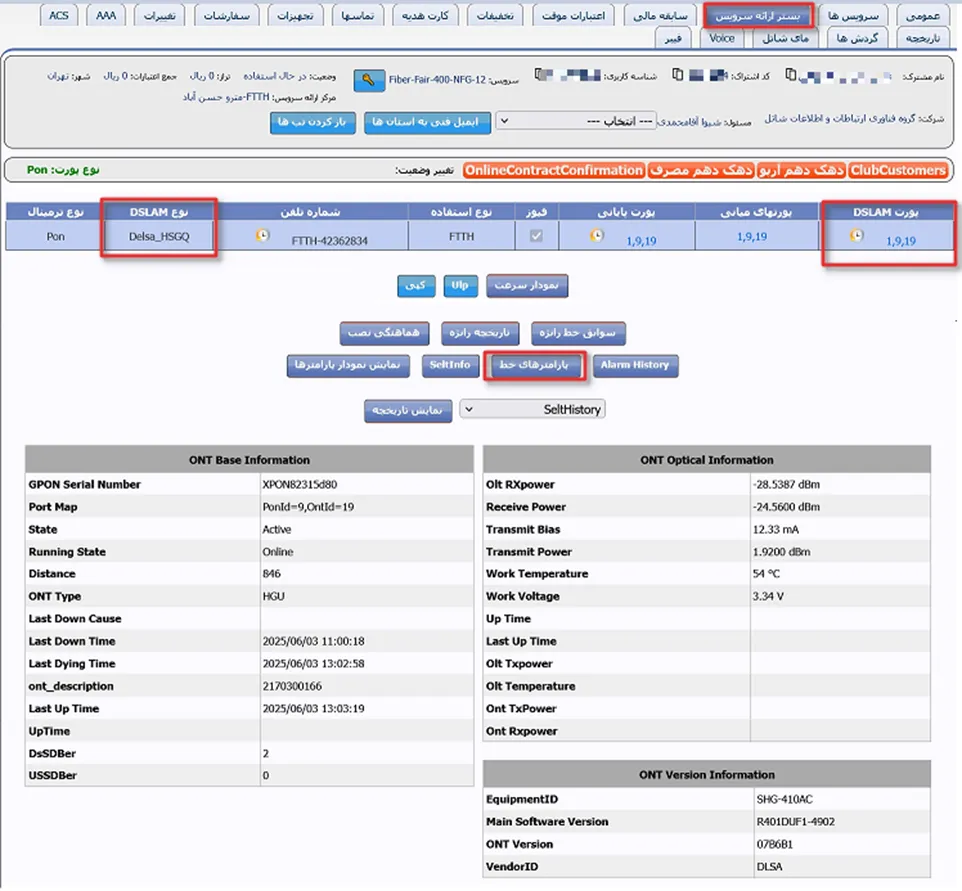 عمومی سرویس ها بستر ارائه سرویس سابقه مالی اعتبارات موقت تخفیفات کارت هدیه تماسها تجهیزات سفارشات تغییرات AAA ACS
تاریخچه گردش ها مای شاتل Voice فیبر
نام مشترک: کد اشتراک: شناسه کاربری: سرویس: Fiber-Fair-400-NFG-12 وضعیت: در حال استفاده تراز: 0 ریال جمع اعتبارات: 0 ریال شهر: تهران
مرکز ارائه سرویس: FTTH-مترو حسن آباد
شرکت: گروه فناوری ارتباطات و اطلاعات شاتل مسئول: شیوا آقامحمدی --- انتخاب --- ایمیل فنی به استان ها باز کردن تب ها
ClubCustomers دهک دهم آریو دهک دهم مصرف OnlineContractConfirmation تغییر وضعیت: نوع پورت: Pon
پورت DSLAM پورتهای میانی پورت پایانی فیوز نوع استفاده شماره تلفن نوع DSLAM نوع ترمینال
1,9,19 1,9,19 1,9,19 FTTH FTTH-42362834 Delsa_HSGQ Pon
نمودار سرعت Ulp کپی
سوابق خط رانژه تاریخچه رانژه هماهنگی نصب
Alarm History پارامترهای خط SeltInfo نمایش نمودار پارامترها
SeltHistory نمایش تاریخچه
ONT Base Information
GPON Serial Number XPON82315d80
Port Map PonId=9,OntId=19
State Active
Running State Online
Distance 846
ONT Type HGU
Last Down Cause
Last Down Time 2025/06/03 11:00:18
Last Dying Time 2025/06/03 13:02:58
ont_description 2170300166
Last Up Time 2025/06/03 13:03:19
UpTime
DsSDBer 2
USSDBer 0
ONT Optical Information
Olt RXpower -28.5387 dBm
Receive Power -24.5600 dBm
Transmit Bias 12.33 mA
Transmit Power 1.9200 dBm
Work Temperature 54 °C
Work Voltage 3.34 V
Up Time
Last Up Time
Olt Txpower
Olt Temperature
Ont TxPower
Ont Rxpower
ONT Version Information
EquipmentID SHG-410AC
Main Software Version R401DUF1-4902
ONT Version 07B6B1
VendorID DLSA